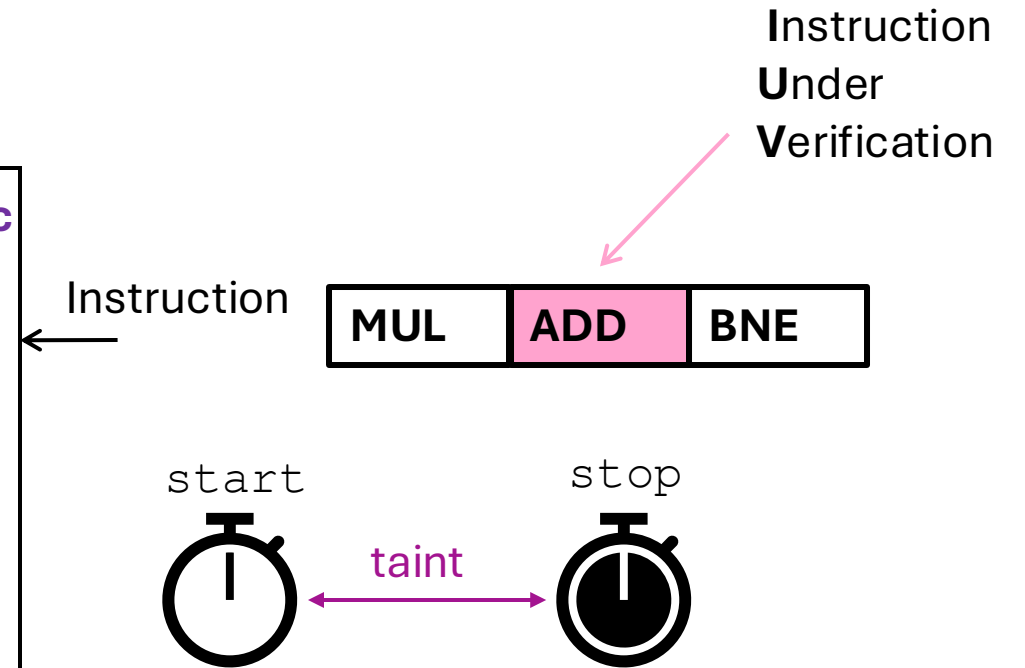 Instruction
Under
Verification
c
Instruction
MUL ADD BNE
start stop
taint